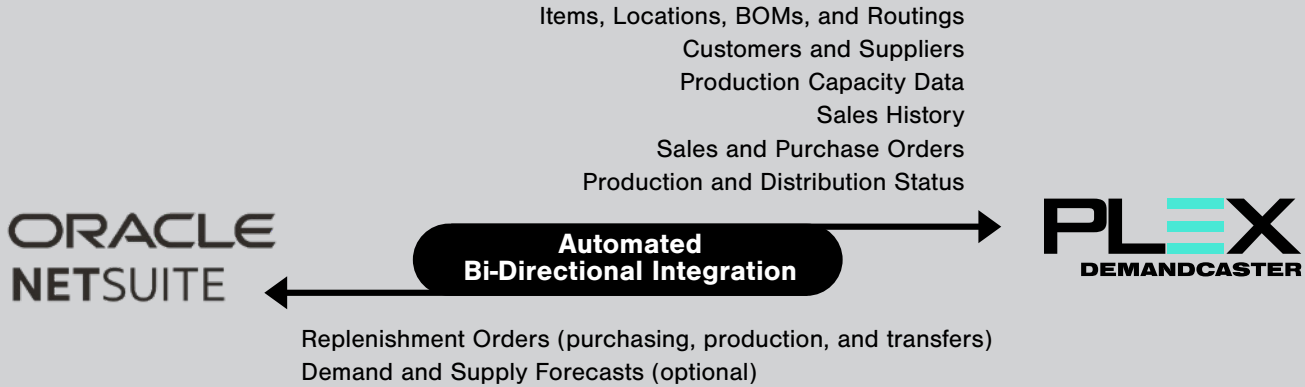 Items, Locations, BOMs, and Routings
Customers and Suppliers
Production Capacity Data
Sales History
Sales and Purchase Orders
Production and Distribution Status
ORACLE
NETSUITE
Automated
Bi-Directional Integration
PLEX
DEMANDCASTER
Replenishment Orders (purchasing, production, and transfers)
Demand and Supply Forecasts (optional)